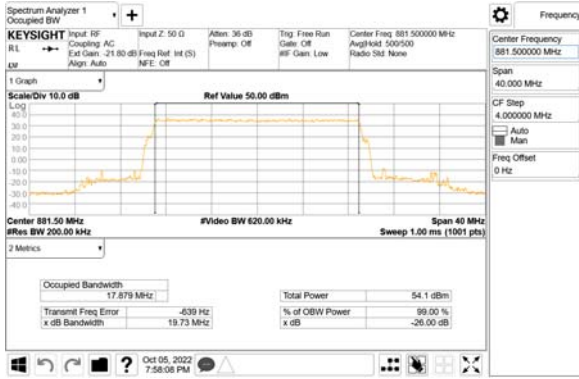 Spectrum Analyzer 1
Occupied BW
Frequency
KEYSIGHT Input: RF Input Z: 50 Ω Atten: 36 dB Trig: Free Run Center Freq: 881.500000 MHz
RL Coupling: AC Preamp: Off Gate: Off Avg|Hold: 500/500
Ext Gain: -21.80 dB Freq Ref: Int (S) #IF Gain: Low Radio Std: None
Align: Auto NFE: Off
Center Frequency
881.500000 MHz
Span
40.000 MHz
CF Step
4.000000 MHz
Auto
Man
Freq Offset
0 Hz
1 Graph
Scale/Div 10.0 dB Ref Value 50.00 dBm
Log
40.0
30.0
20.0
10.0
0.00
-10.0
-20.0
-30.0
-40.0
Center 881.50 MHz #Video BW 620.00 kHz Span 40 MHz
#Res BW 200.00 kHz Sweep 1.00 ms (1001 pts)
2 Metrics
Occupied Bandwidth
17.879 MHz Total Power 54.1 dBm
Transmit Freq Error -639 Hz % of OBW Power 99.00 %
x dB Bandwidth 19.73 MHz x dB -26.00 dB
Oct 05, 2022
7:58:08 PM